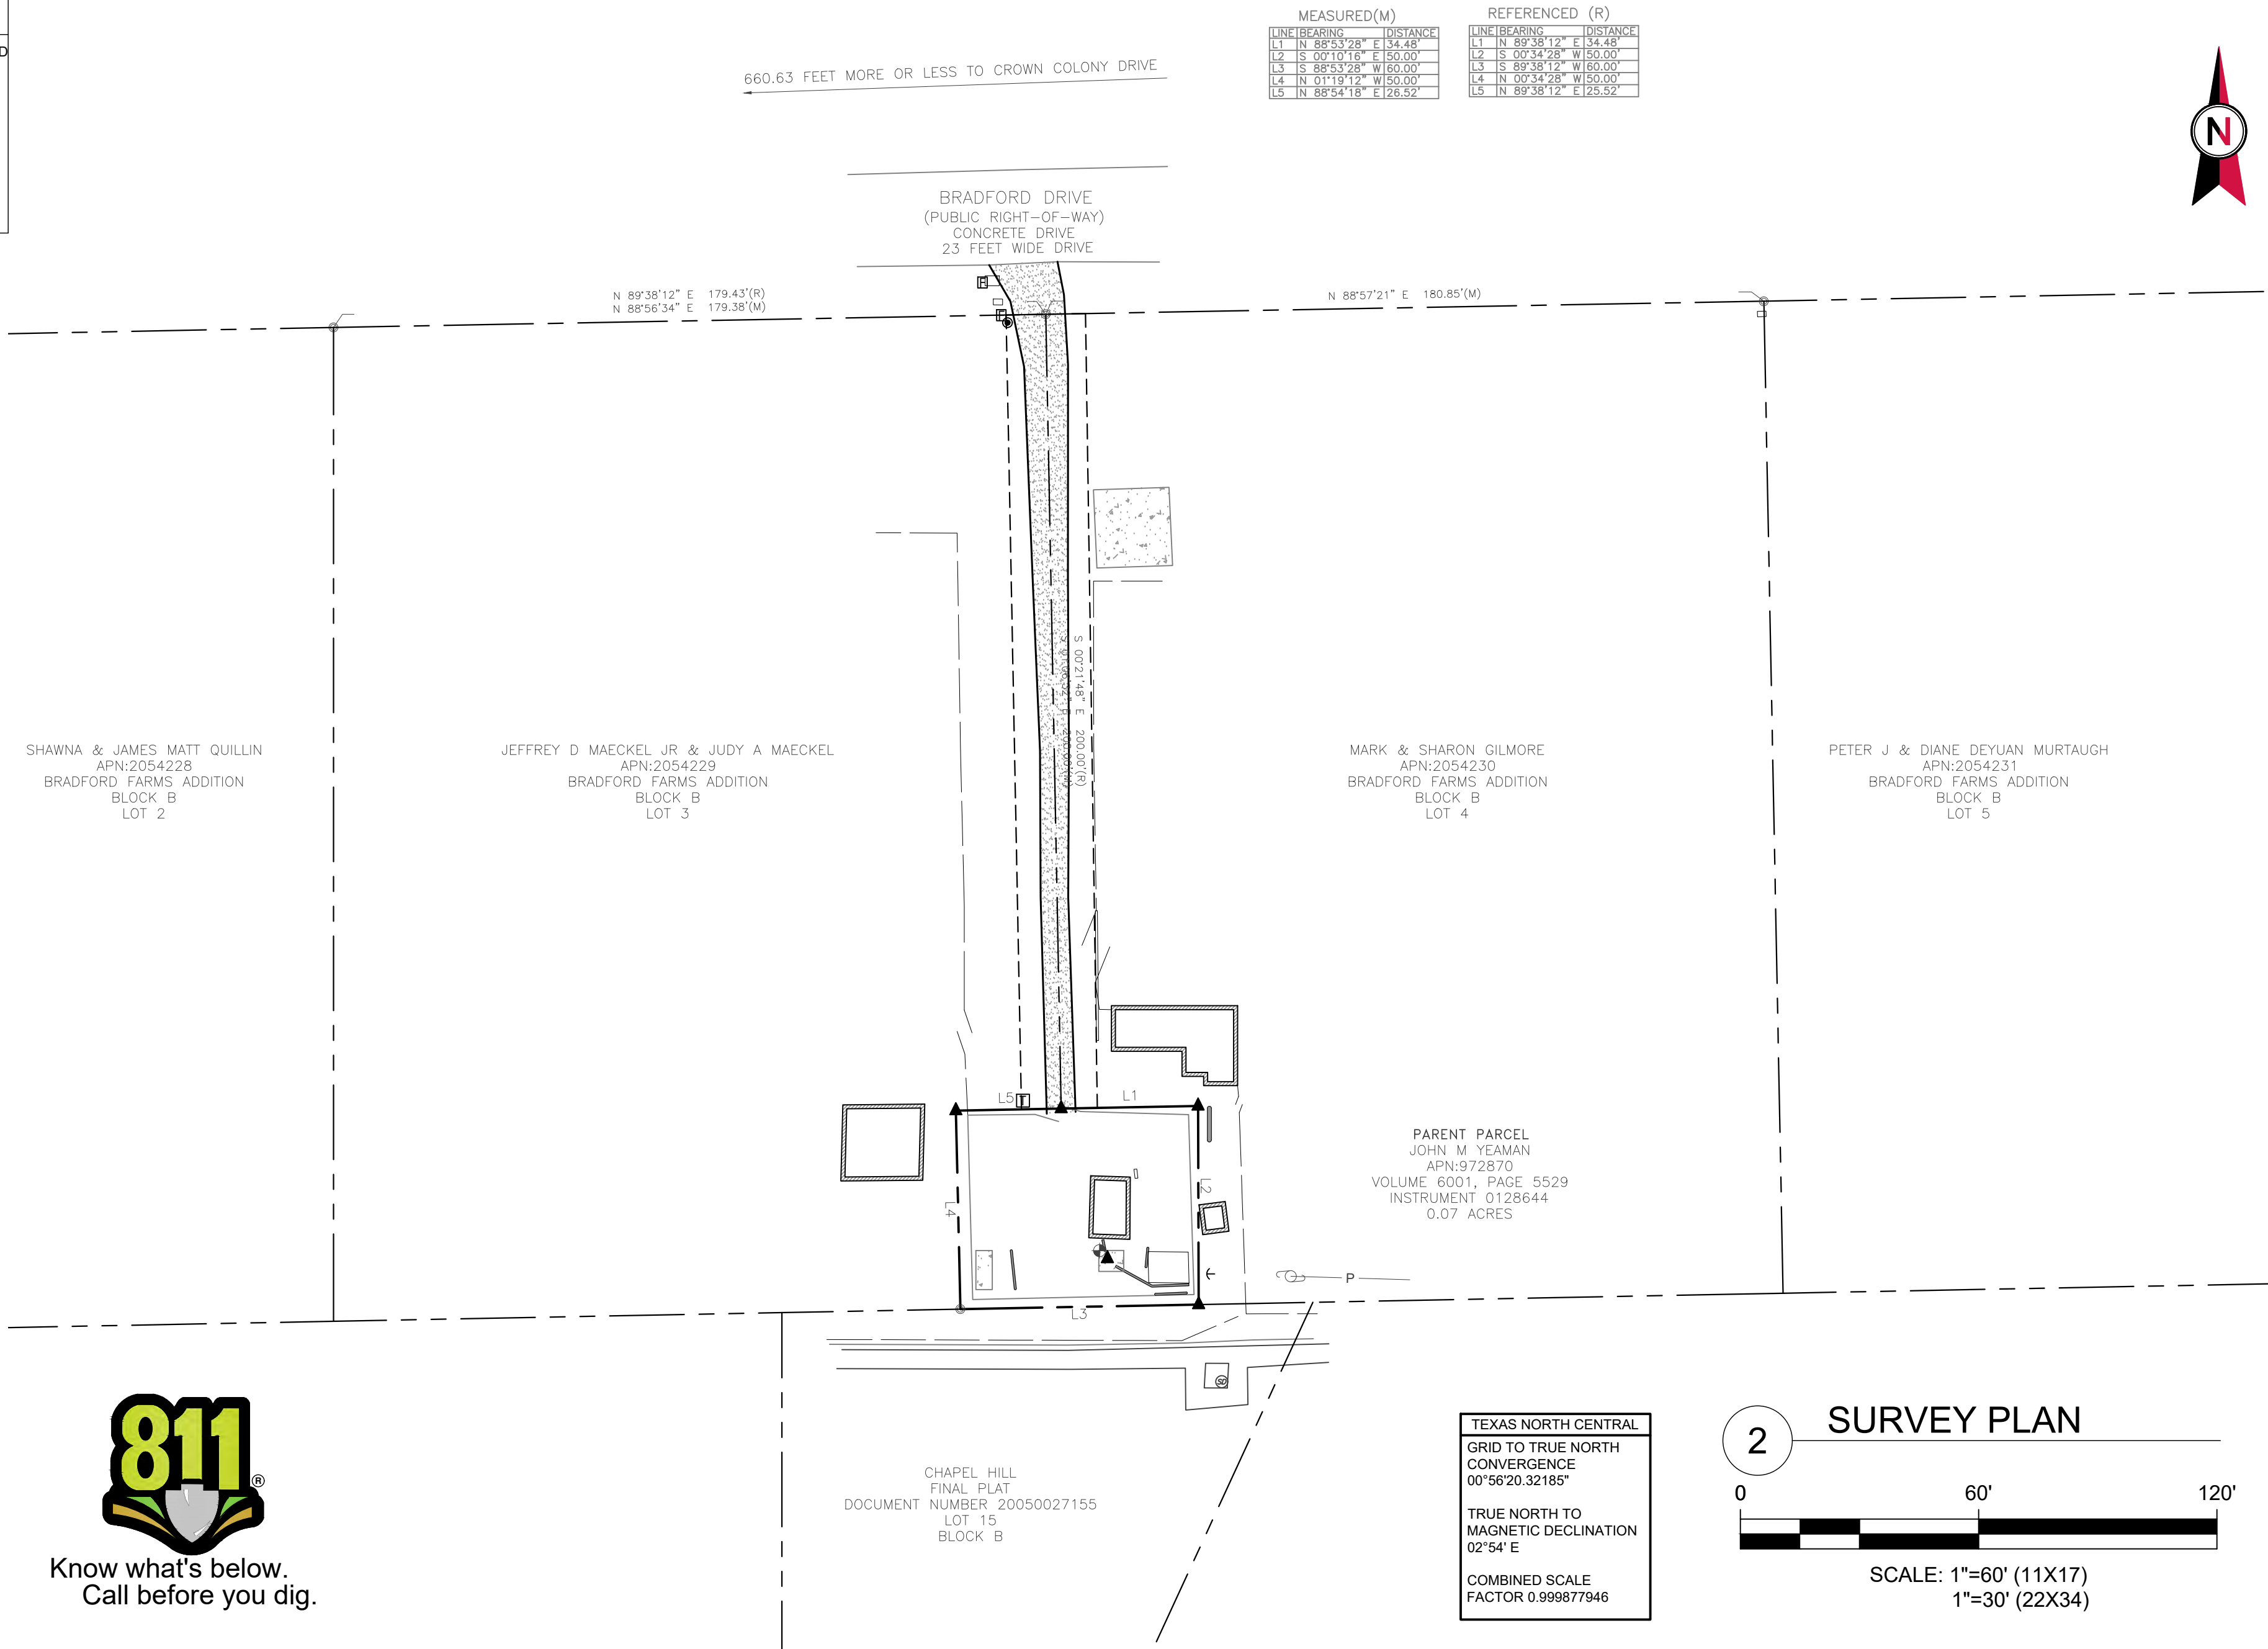 MEASURED(M)
LINE BEARING DISTANCE
L1 N 88°53'28" E 34.48'
L2 S 00°10'16" E 50.00'
L3 S 88°53'28" W 60.00'
L4 N 01°19'12" W 50.00'
L5 N 88°54'18" E 26.52'
REFERENCED (R)
LINE BEARING DISTANCE
L1 N 89°38'12" E 34.48'
L2 S 00°34'28" W 50.00'
L3 S 89°38'12" W 60.00'
L4 N 00°34'28" W 50.00'
L5 N 89°38'12" E 25.52'
D
660.63 FEET MORE OR LESS TO CROWN COLONY DRIVE
N
BRADFORD DRIVE
(PUBLIC RIGHT-OF-WAY)
CONCRETE DRIVE
23 FEET WIDE DRIVE
N 89°38'12" E 179.43'(R)
N 88°56'34" E 179.38'(M)
N 88°57'21" E 180.85'(M)
S 00°21'48" E 200.00'(R)
200.00'(M)
SHAWNA & JAMES MATT QUILLIN
APN:2054228
BRADFORD FARMS ADDITION
BLOCK B
LOT 2
JEFFREY D MAECKEL JR & JUDY A MAECKEL
APN:2054229
BRADFORD FARMS ADDITION
BLOCK B
LOT 3
MARK & SHARON GILMORE
APN:2054230
BRADFORD FARMS ADDITION
BLOCK B
LOT 4
PETER J & DIANE DEYUAN MURTAUGH
APN:2054231
BRADFORD FARMS ADDITION
BLOCK B
LOT 5
L5
T
L1
L2
L4
L3
PARENT PARCEL
JOHN M YEAMAN
APN:972870
VOLUME 6001, PAGE 5529
INSTRUMENT 0128644
0.07 ACRES
P
SD
CHAPEL HILL
FINAL PLAT
DOCUMENT NUMBER 20050027155
LOT 15
BLOCK B
811®
Know what's below.
Call before you dig.
TEXAS NORTH CENTRAL
GRID TO TRUE NORTH
CONVERGENCE
00°56'20.32185"
TRUE NORTH TO
MAGNETIC DECLINATION
02°54' E
COMBINED SCALE
FACTOR 0.999877946
2
SURVEY PLAN
0 60' 120'
SCALE: 1"=60' (11X17)
1"=30' (22X34)